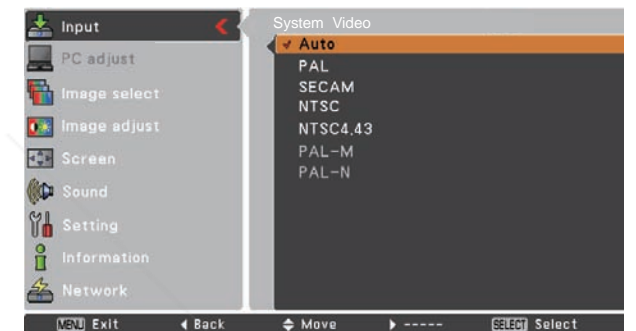 Input
PC adjust
Image select
Image adjust
Screen
Sound
Setting
Information
Network
System Video
Auto
PAL
SECAM
NTSC
NTSC4.43
PAL-M
PAL-N
MENU Exit Back Move ----- SELECT Select